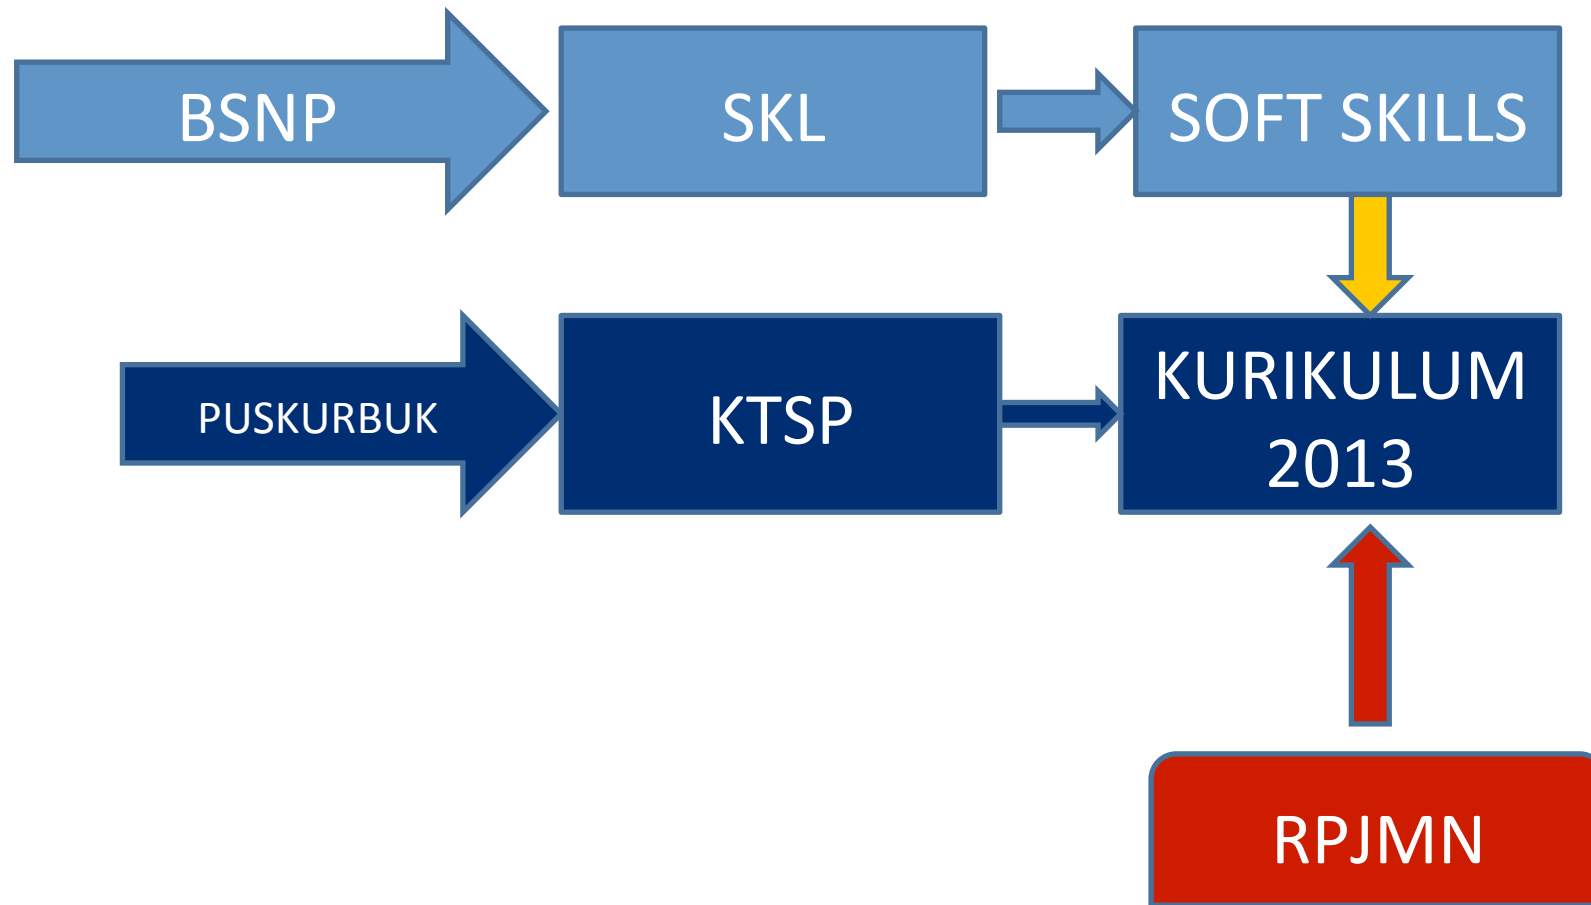 BSNP
SKL
SOFT SKILLS
PUSKURBUK
KTSP
KURIKULUM
2013
RPJMN